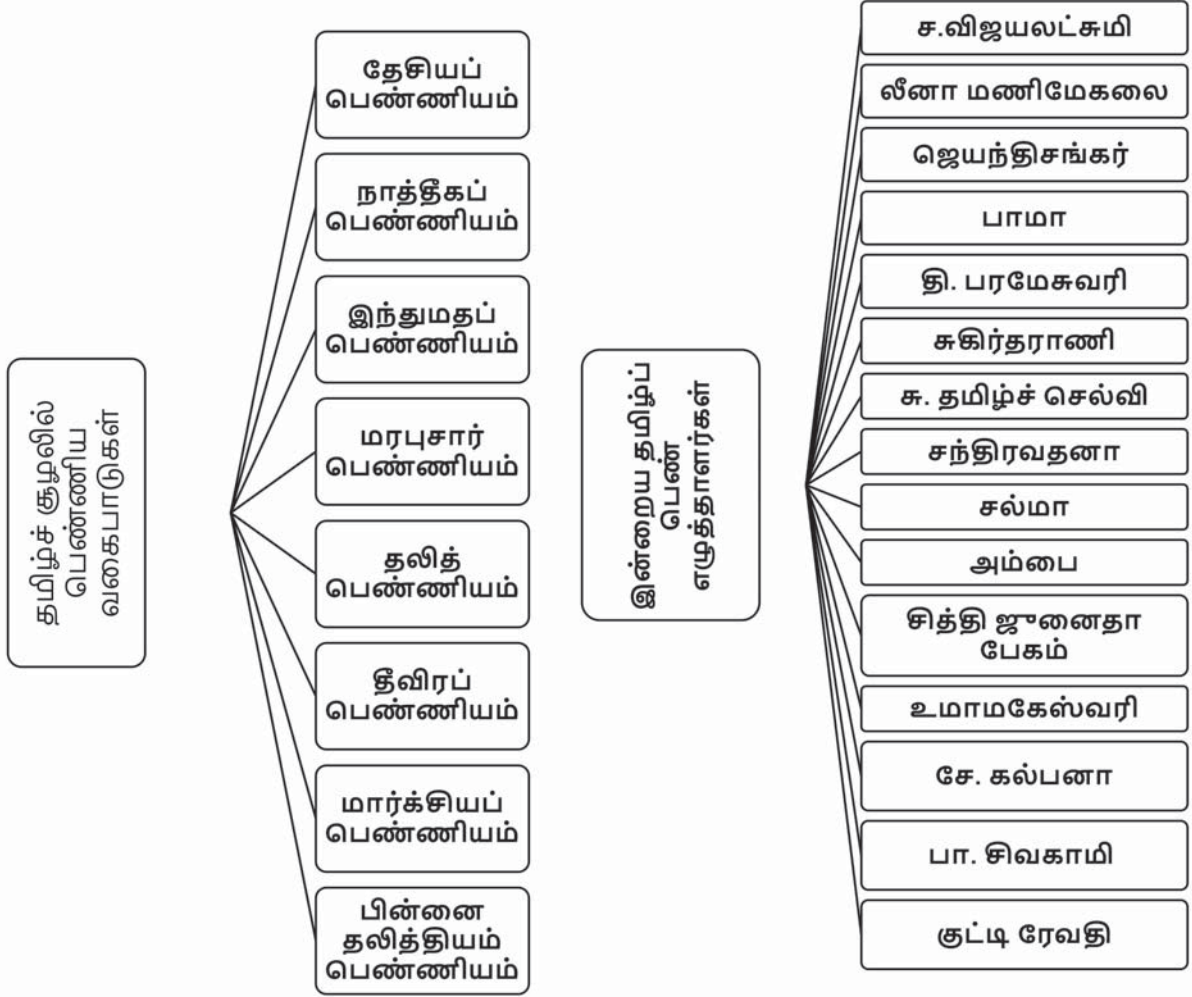 தமிழ்ச் சூழலில்
பெண்ணிய
வகைபாடுகள்
தேசியப்
பெண்ணியம்
நாத்தீகப்
பெண்ணியம்
இந்துமதப்
பெண்ணியம்
மரபுசார்
பெண்ணியம்
தலித்
பெண்ணியம்
தீவிரப்
பெண்ணியம்
மார்க்சியப்
பெண்ணியம்
பின்னை
தலித்தியம்
பெண்ணியம்
இன்றைய தமிழ்ப்
பெண்
எழுத்தாளர்கள்
ச.விஜயலட்சுமி
லீனா மணிமேகலை
ஜெயந்திசங்கர்
பாமா
தி. பரமேசுவரி
சுகிர்தராணி
சு. தமிழ்ச் செல்வி
சந்திரவதனா
சல்மா
அம்பை
சித்தி ஜுனைதா
பேகம்
உமாமகேஸ்வரி
சே. கல்பனா
பா. சிவகாமி
குட்டி ரேவதி